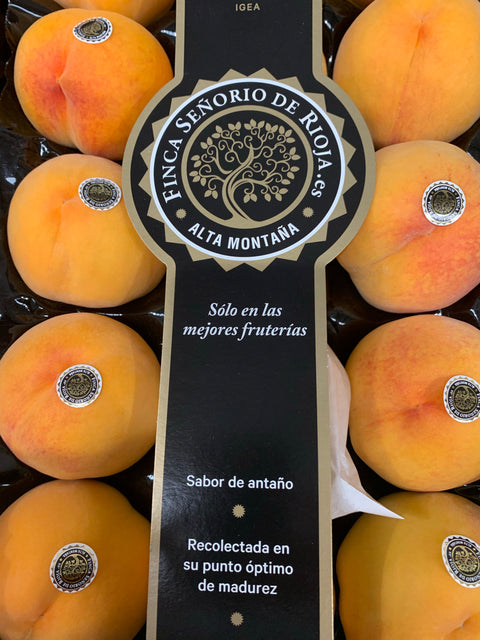 IGEA
FINCA SEÑORIO DE RIOJA.es
ALTA MONTAÑA
Sólo en las
mejores fruterías
Sabor de antaño
Recolectada en
su punto óptimo
de madurez